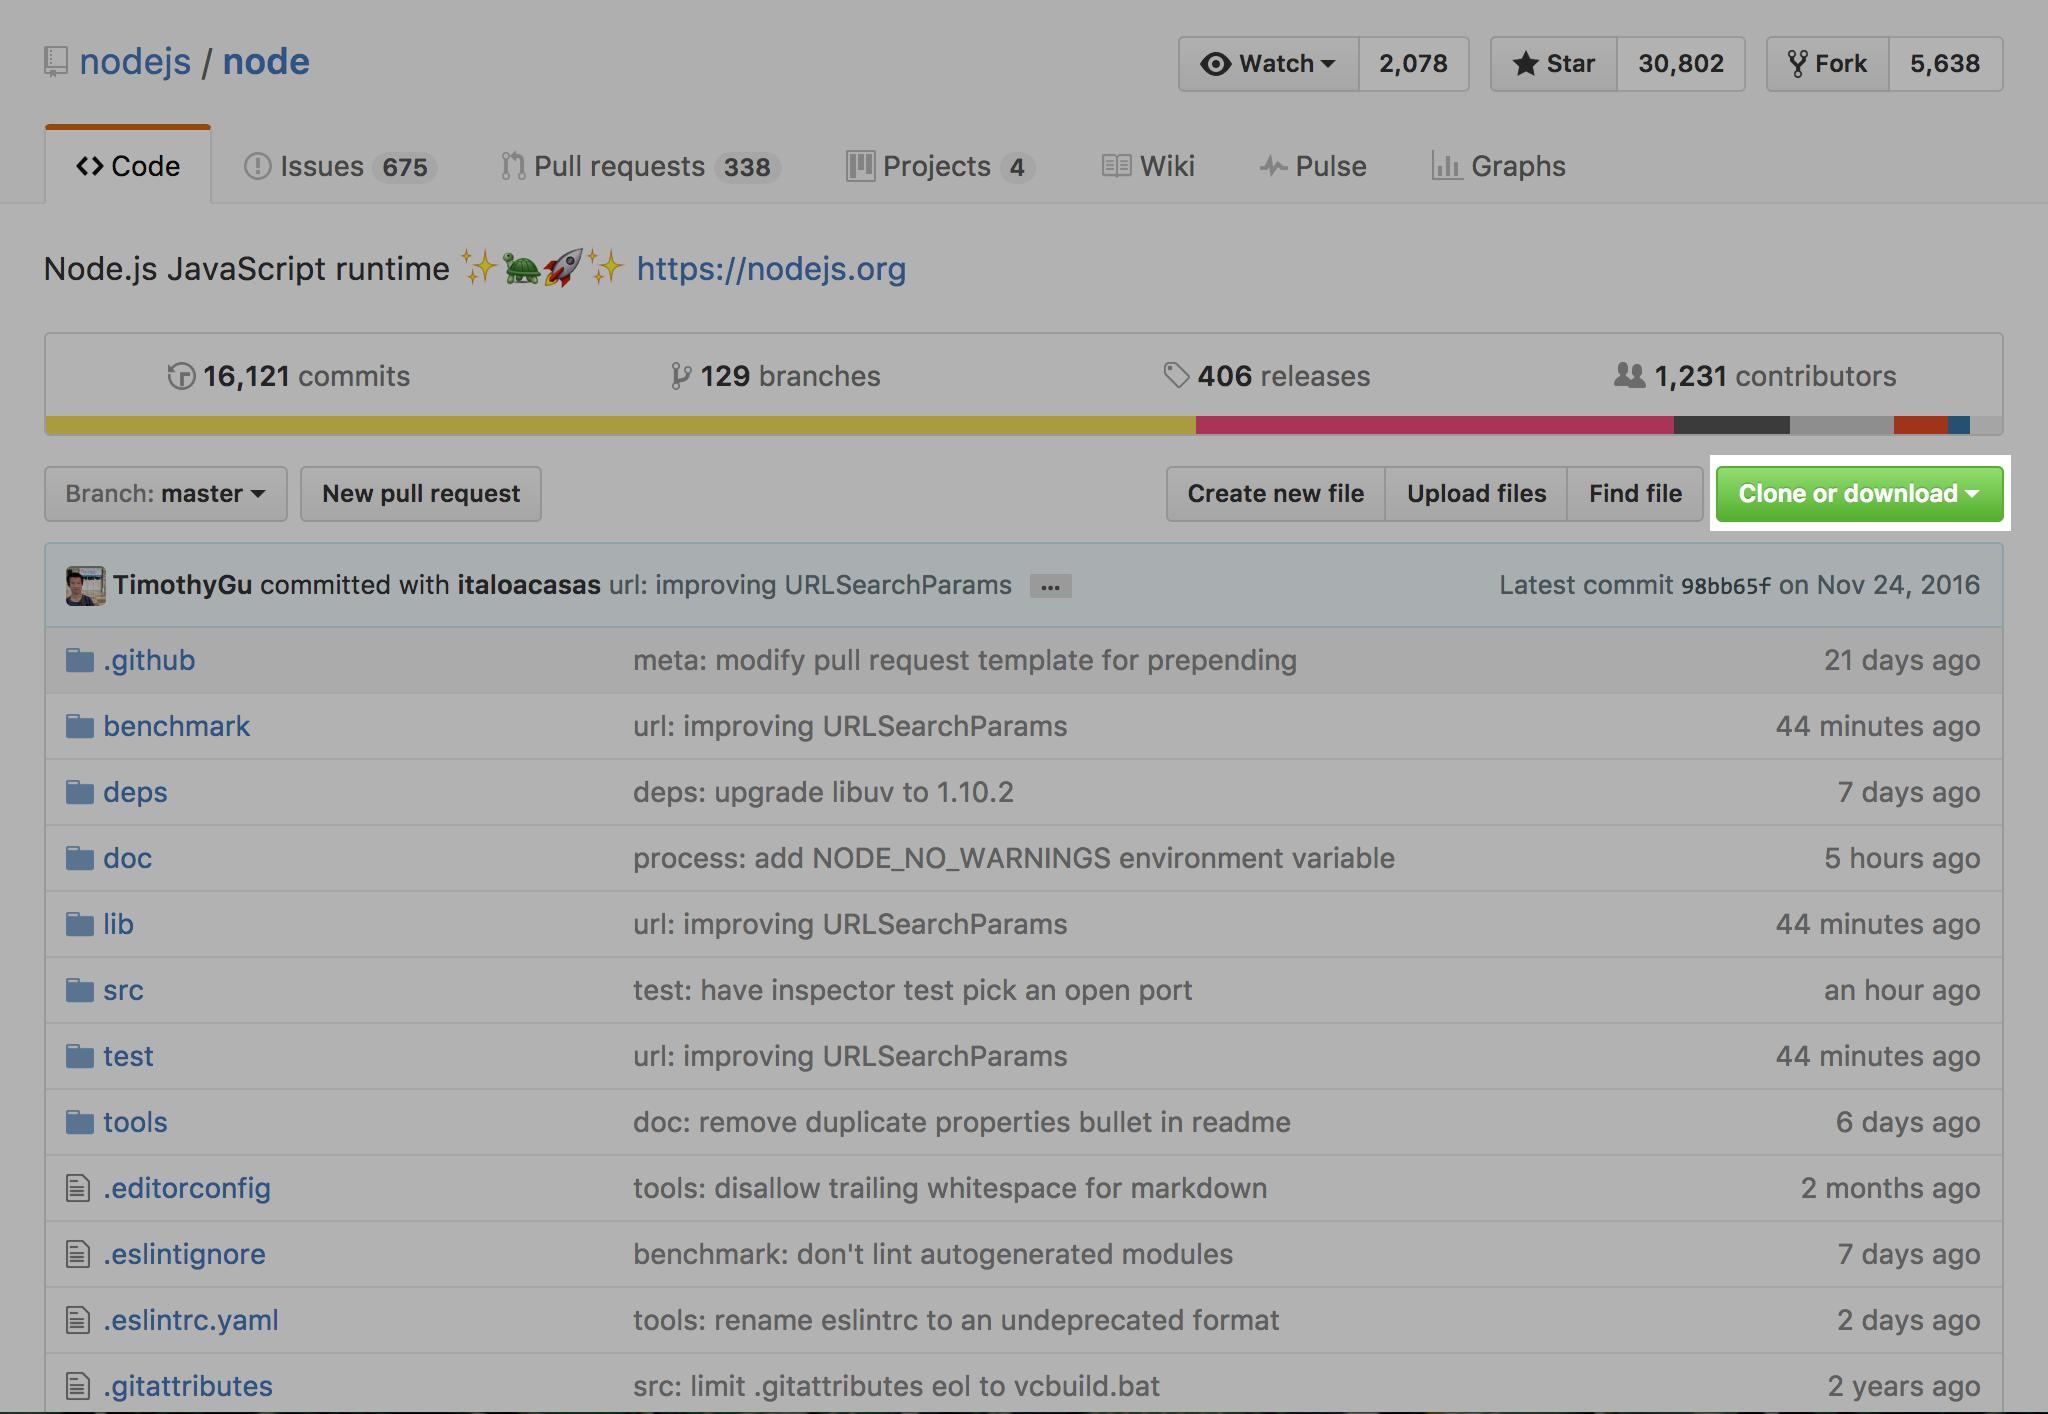 nodejs / node Watch 2,078 Star 30,802 Fork 5,638
Code Issues 675 Pull requests 338 Projects 4 Wiki Pulse Graphs
Node.js JavaScript runtime ✨🐢🚀✨ https://nodejs.org
16,121 commits 129 branches 406 releases 1,231 contributors
Branch: master New pull request Create new file Upload files Find file Clone or download
TimothyGu committed with italoacasas url: improving URLSearchParams … Latest commit 98bb65f on Nov 24, 2016
.github meta: modify pull request template for prepending 21 days ago
benchmark url: improving URLSearchParams 44 minutes ago
deps deps: upgrade libuv to 1.10.2 7 days ago
doc process: add NODE_NO_WARNINGS environment variable 5 hours ago
lib url: improving URLSearchParams 44 minutes ago
src test: have inspector test pick an open port an hour ago
test url: improving URLSearchParams 44 minutes ago
tools doc: remove duplicate properties bullet in readme 6 days ago
.editorconfig tools: disallow trailing whitespace for markdown 2 months ago
.eslintignore benchmark: don't lint autogenerated modules 7 days ago
.eslintrc.yaml tools: rename eslintrc to an undeprecated format 2 days ago
.gitattributes src: limit .gitattributes eol to vcbuild.bat 2 years ago